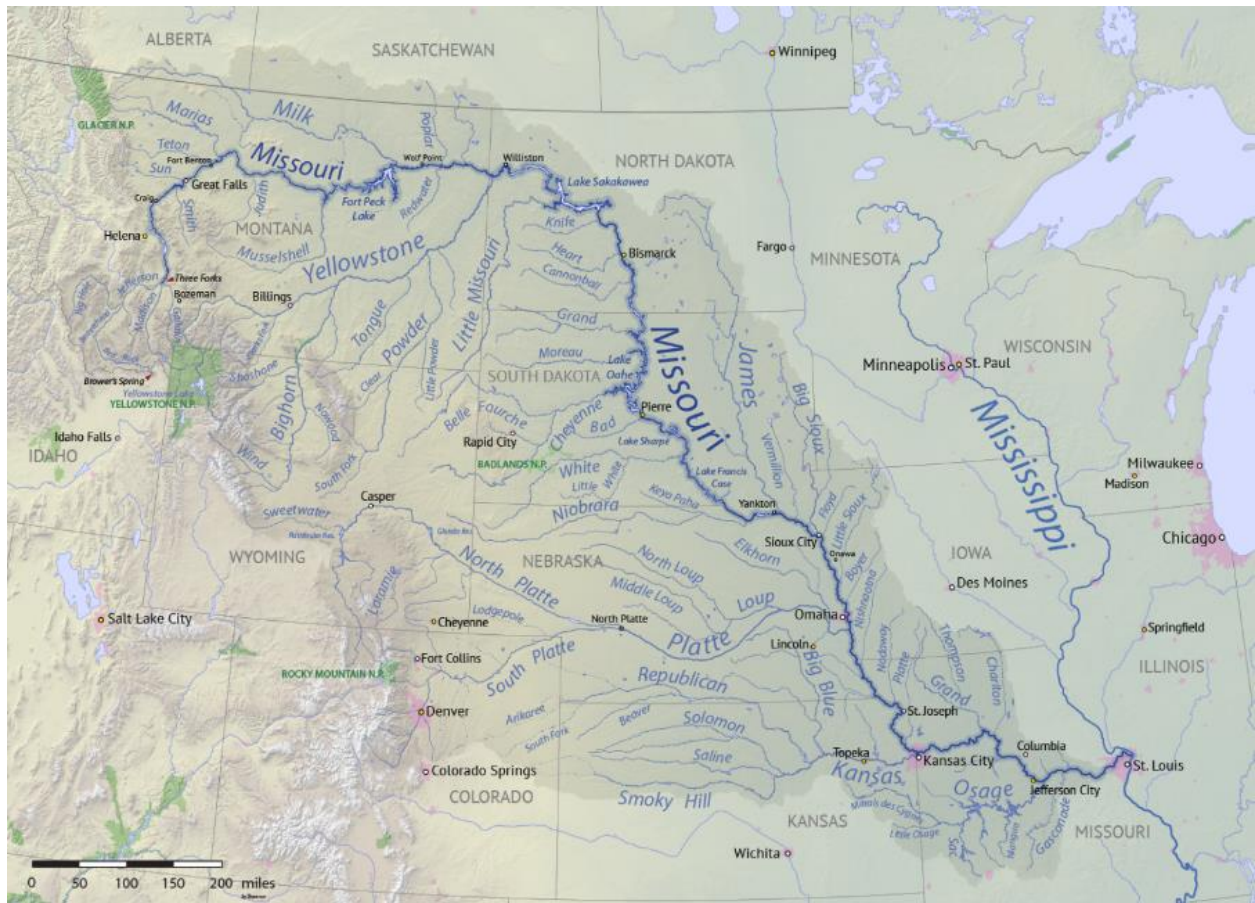 ALBERTA
SASKATCHEWAN
Winnipeg
GLACIER N.P.
Marias
Milk
Poplar
Teton
Fort Benton
Missouri
Wolf Point
Williston
NORTH DAKOTA
Sun
Great Falls
Lake Sakakawea
Craig
Smith
Judith
Fort Peck
Lake
Redwater
MONTANA
Knife
Helena
Musselshell
Yellowstone
Little Missouri
Heart
Bismarck
Fargo
MINNESOTA
Cannonball
Three Forks
Jefferson
Madison
Bozeman
Billings
Tongue
Powder
Grand
Missouri
James
Moreau
Lake
Oahe
SOUTH DAKOTA
Minneapolis
St. Paul
WISCONSIN
Mississippi
Shoshone
Clear
Little Powder
Brower's Spring
Yellowstone Lake
YELLOWSTONE N.P.
Bighorn
Nowood
Belle Fourche
Cheyenne
Bad
Pierre
Big Sioux
Idaho Falls
IDAHO
Rapid City
BADLANDS N.P.
Lake Sharpe
Vermillion
Wind
South Fork
White
Little White
Lake Francis
Case
Milwaukee
Madison
Casper
Sweetwater
Niobrara
Keya Paha
Yankton
Floyd
Little Sioux
Sioux City
Chicago
Onawa
WYOMING
NEBRASKA
Elkhorn
Boyer
IOWA
North Platte
North Loup
Middle Loup
Loup
Nishnabotna
Des Moines
Laramie
Lodgepole
Salt Lake City
Cheyenne
North Platte
Omaha
Platte
Springfield
Fort Collins
South Platte
Lincoln
Nodaway
Platte
Thompson
ILLINOIS
ROCKY MOUNTAIN N.P.
Republican
Big Blue
Grand
Chariton
Denver
Arikaree
Beaver
Solomon
St. Joseph
South Fork
Saline
Topeka
Columbia
Colorado Springs
Kansas
Kansas City
St. Louis
COLORADO
Smoky Hill
Osage
Jefferson City
Marais des Cygnes
KANSAS
Little Osage
Sac
Niangua
Gasconade
MISSOURI
Wichita
0 50 100 150 200 miles